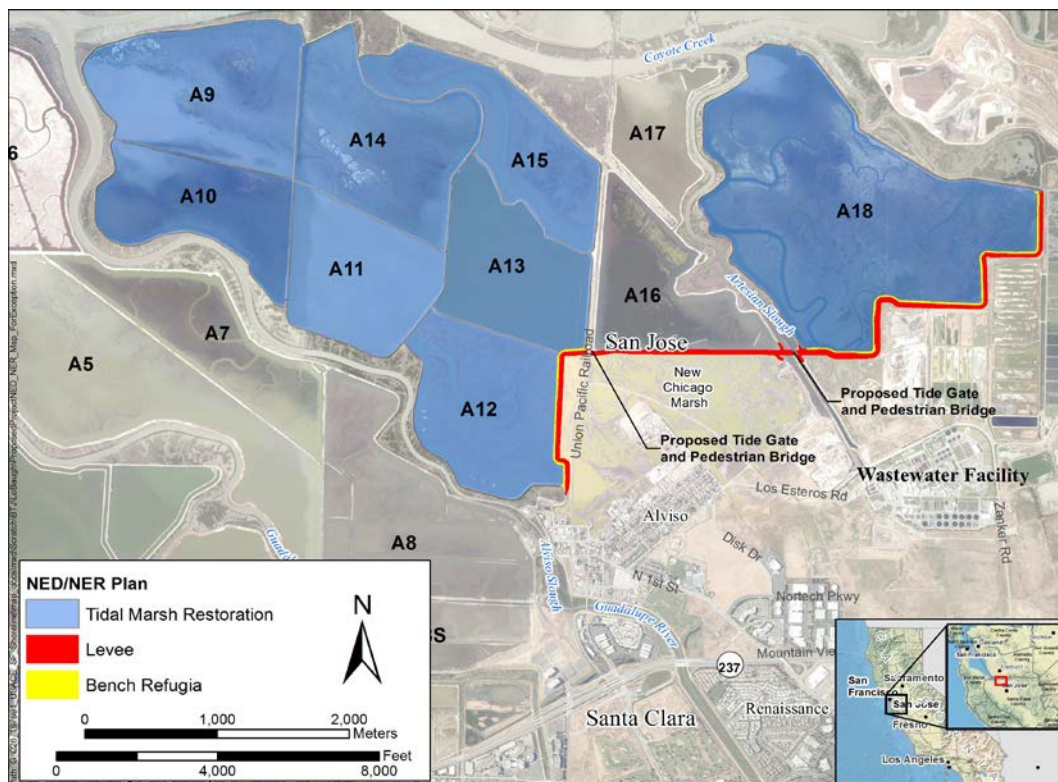 Coyote Creek
A9
A14
A17
A15
6
A10
A18
A11
A13
A16
Artesian Slough
A7
A5
San Jose
Union Pacific Railroad
New
Chicago
Marsh
A12
Proposed Tide Gate
and Pedestrian Bridge
Proposed Tide Gate
and Pedestrian Bridge
Wastewater Facility
Los Esteros Rd
Zanker Rd
Alviso
A8
Disk Dr
Alviso Slough
N 1st St
Nortech Pkwy
Guadalupe River
S
Mountain Vie
237
Renaissance
Santa Clara
NED/NER Plan
Tidal Marsh Restoration
Levee
Bench Refugia
N
0 1,000 2,000
Meters
Feet
0 4,000 8,000
San
Francisco
Sacramento
San Jose
Fresno
Los Angeles